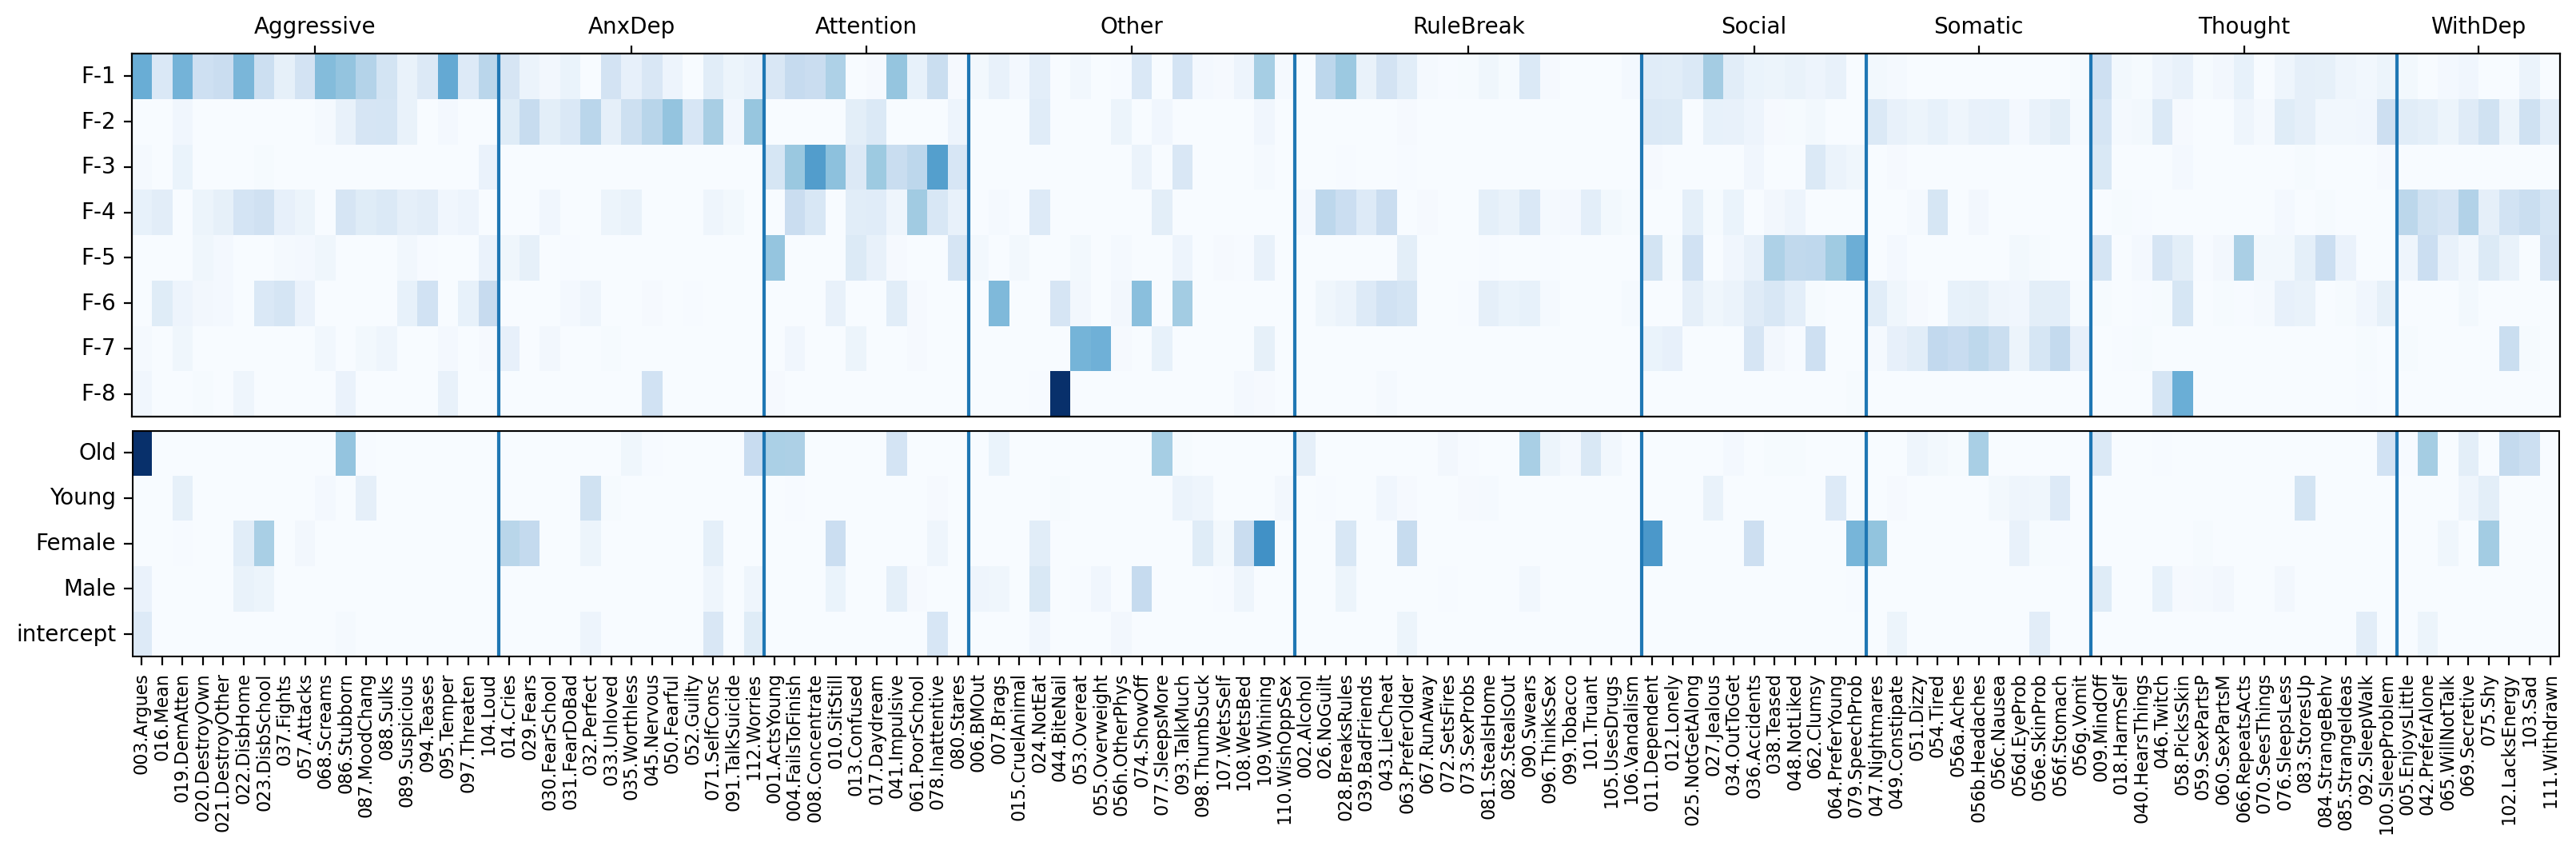 Aggressive AnxDep Attention Other RuleBreak Social Somatic Thought WithDep
F-1
F-2
F-3
F-4
F-5
F-6
F-7
F-8
Old
Young
Female
Male
intercept
003.Argues
016.Mean
019.DemAtten
020.DestroyOwn
021.DestroyOther
022.DisbHome
023.DisbSchool
037.Fights
057.Attacks
068.Screams
086.Stubborn
087.MoodChang
088.Sulks
089.Suspicious
094.Teases
095.Temper
097.Threaten
104.Loud
014.Cries
029.Fears
030.FearSchool
031.FearDoBad
032.Perfect
033.Unloved
035.Worthless
045.Nervous
050.Fearful
052.Guilty
071.SelfConsc
091.TalkSuicide
112.Worries
001.ActsYoung
004.FailsToFinish
008.Concentrate
010.SitStill
013.Confused
017.Daydream
041.Impulsive
061.PoorSchool
078.Inattentive
080.Stares
006.BMOut
007.Brags
015.CruelAnimal
024.NotEat
044.BiteNail
053.Overeat
055.Overweight
056h.OtherPhys
074.ShowOff
077.SleepsMore
093.TalkMuch
098.ThumbSuck
107.WetsSelf
108.WetsBed
109.Whining
110.WishOppSex
002.Alcohol
026.NoGuilt
028.BreaksRules
039.BadFriends
043.LieCheat
063.PreferOlder
067.RunAway
072.SetsFires
073.SexProbs
081.StealsHome
082.StealsOut
090.Swears
096.ThinksSex
099.Tobacco
101.Truant
105.UsesDrugs
106.Vandalism
011.Dependent
012.Lonely
025.NotGetAlong
027.Jealous
034.OutToGet
036.Accidents
038.Teased
048.NotLiked
062.Clumsy
064.PreferYoung
079.SpeechProb
047.Nightmares
049.Constipate
051.Dizzy
054.Tired
056a.Aches
056b.Headaches
056c.Nausea
056d.EyeProb
056e.SkinProb
056f.Stomach
056g.Vomit
009.MindOff
018.HarmSelf
040.HearsThings
046.Twitch
058.PicksSkin
059.SexPartsP
060.SexPartsM
066.RepeatsActs
070.SeesThings
076.SleepsLess
083.StoresUp
084.StrangeBehv
085.StrangeIdeas
092.SleepWalk
100.SleepProblem
005.EnjoysLittle
042.PreferAlone
065.WillNotTalk
069.Secretive
075.Shy
102.LacksEnergy
103.Sad
111.Withdrawn